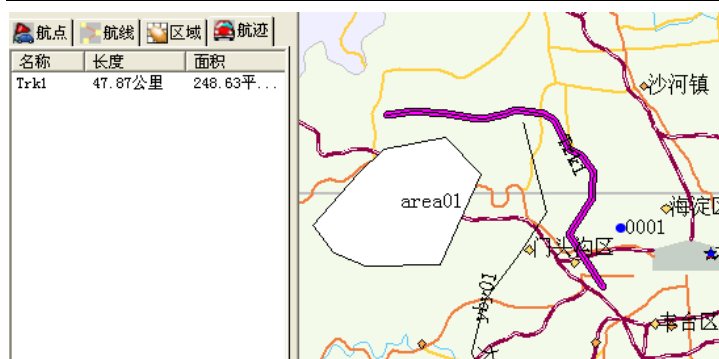 航点 航线 区域 航迹
名称 长度 面积
Trk1 47.87公里 248.63平...
沙河镇
Trk1
area01
海淀区
0001
门头沟区
丰台区